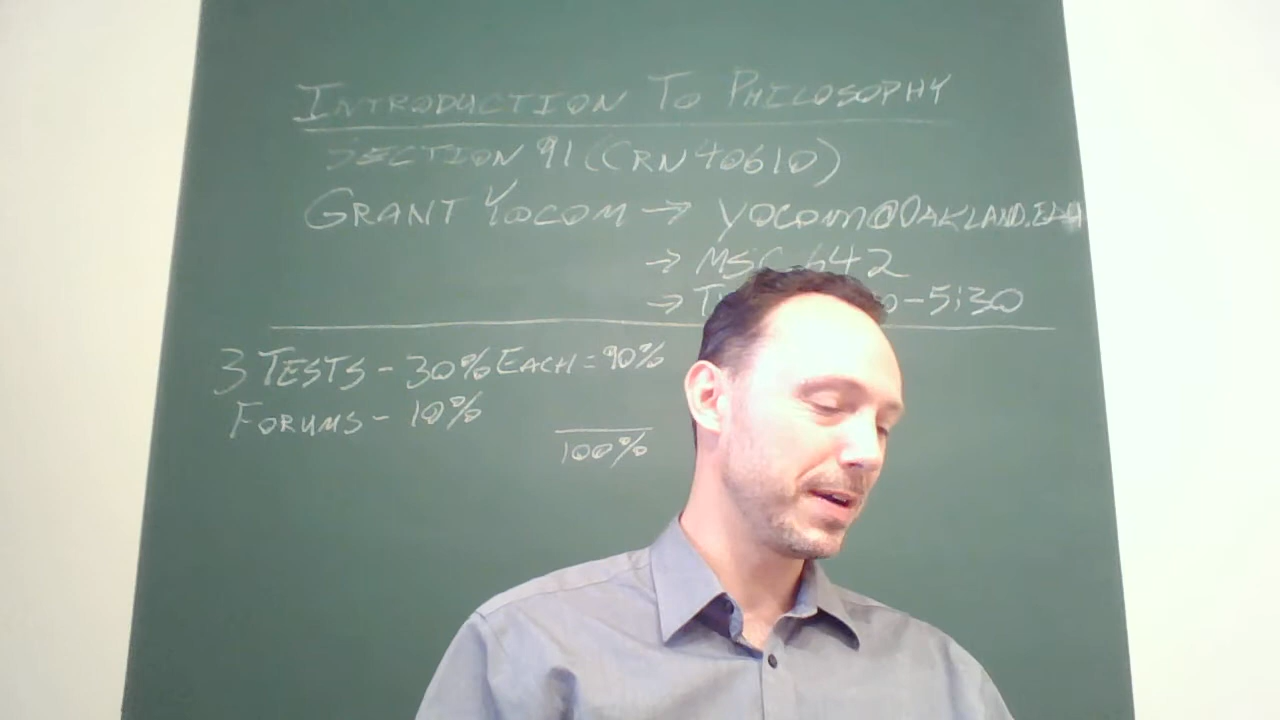 INTRODUCTION TO PHILOSOPHY
SECTION 91 (CRN 40610)
GRANT YOCOM → YOCOM@OAKLAND.EDU
→ MSC 642
→ -5:30
3 TESTS - 30% EACH = 90%
FORUMS - 10%
100%